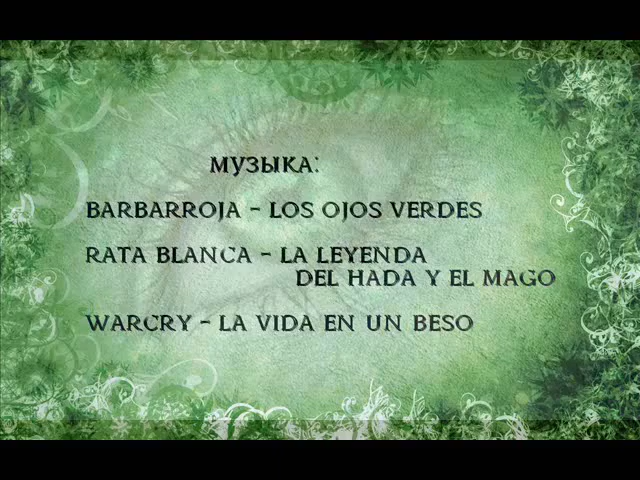 МУЗЫКА:
BARBARROJA - LOS OJOS VERDES
RATA BLANCA - LA LEYENDA
DEL HADA Y EL MAGO
WARCRY - LA VIDA EN UN BESO